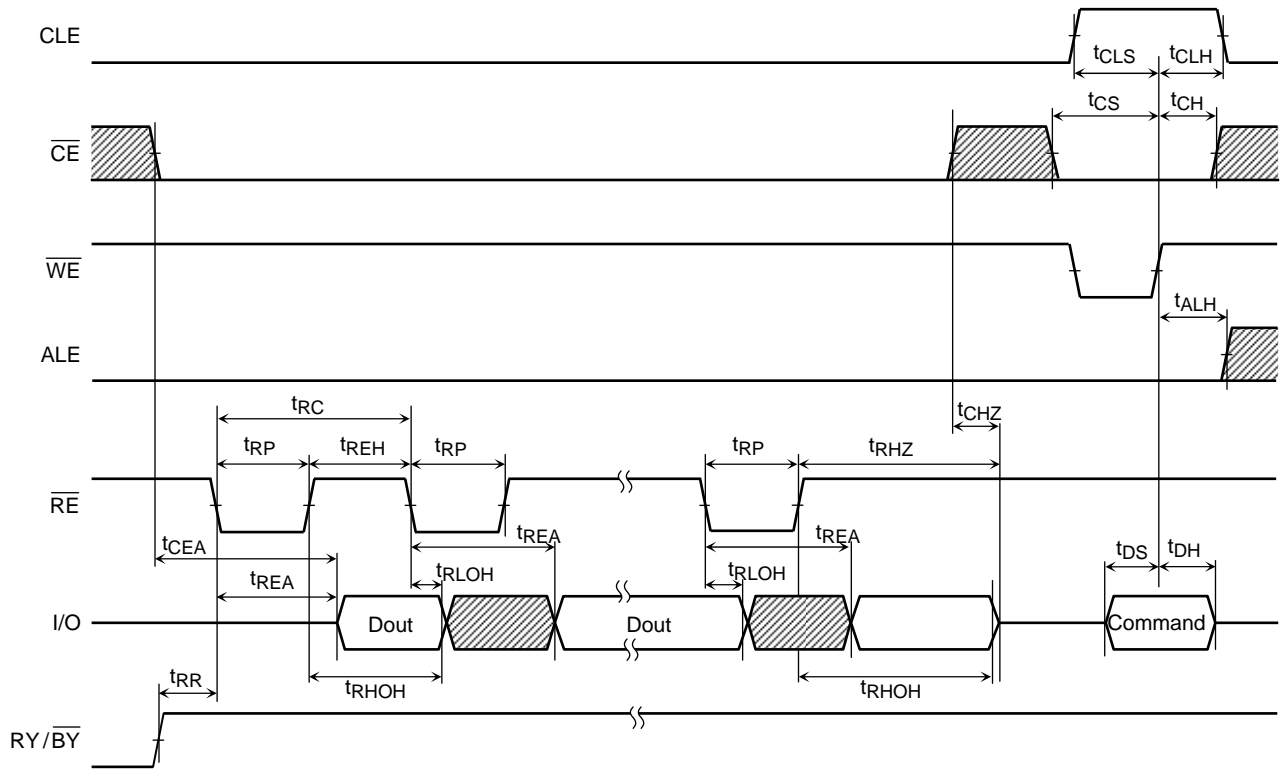 CLE
tCLS tCLH
tCS tCH
CE
WE
tALH
ALE
tRC
tCHZ
tRP tREH tRP tRP tRHZ
RE
tCEA tREA tREA tDS tDH
tREA tRLOH tRLOH
I/O Dout Dout Command
tRR tRHOH tRHOH
RY/BY